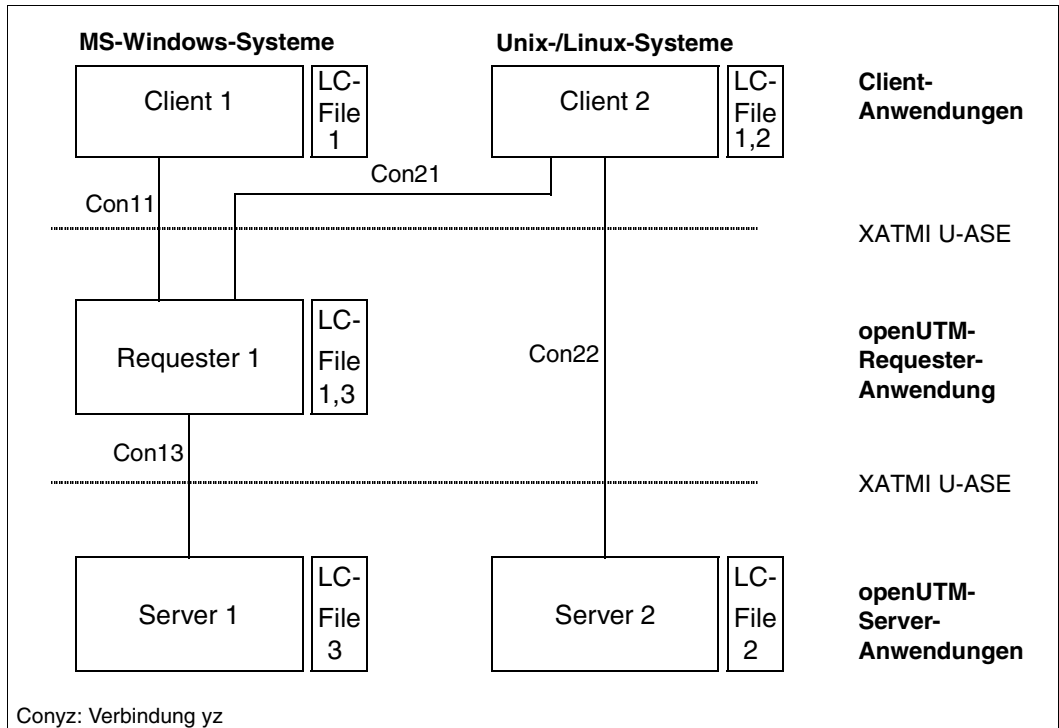 MS-Windows-Systeme
Unix-/Linux-Systeme
Client 1
LC-
File
1
Client 2
LC-
File
1,2
Client-
Anwendungen
Con11
Con21
XATMI U-ASE
Requester 1
LC-
File
1,3
Con22
openUTM-
Requester-
Anwendung
Con13
XATMI U-ASE
Server 1
LC-
File
3
Server 2
LC-
File
2
openUTM-
Server-
Anwendungen
Conyz: Verbindung yz